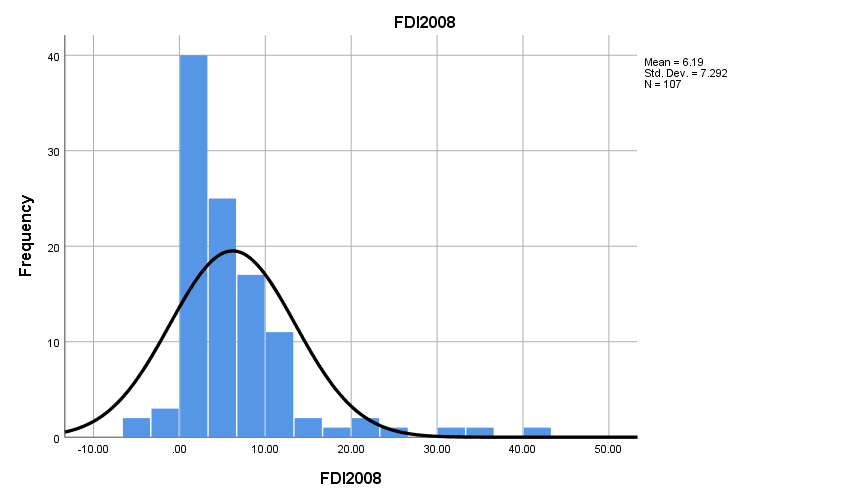 FDI2008
Mean = 6.19
Std. Dev. = 7.292
N = 107
Frequency
40
30
20
10
0
-10.00 .00 10.00 20.00 30.00 40.00 50.00
FDI2008